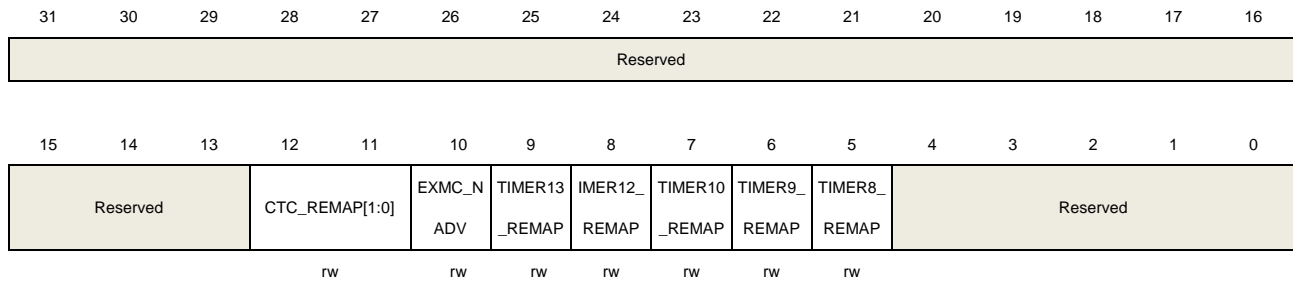 31 30 29 28 27 26 25 24 23 22 21 20 19 18 17 16
Reserved
15 14 13 12 11 10 9 8 7 6 5 4 3 2 1 0
Reserved CTC_REMAP[1:0] EXMC_N TIMER13 IMER12_ TIMER10 TIMER9_ TIMER8_ Reserved
ADV _REMAP REMAP _REMAP REMAP REMAP
rw rw rw rw rw rw rw